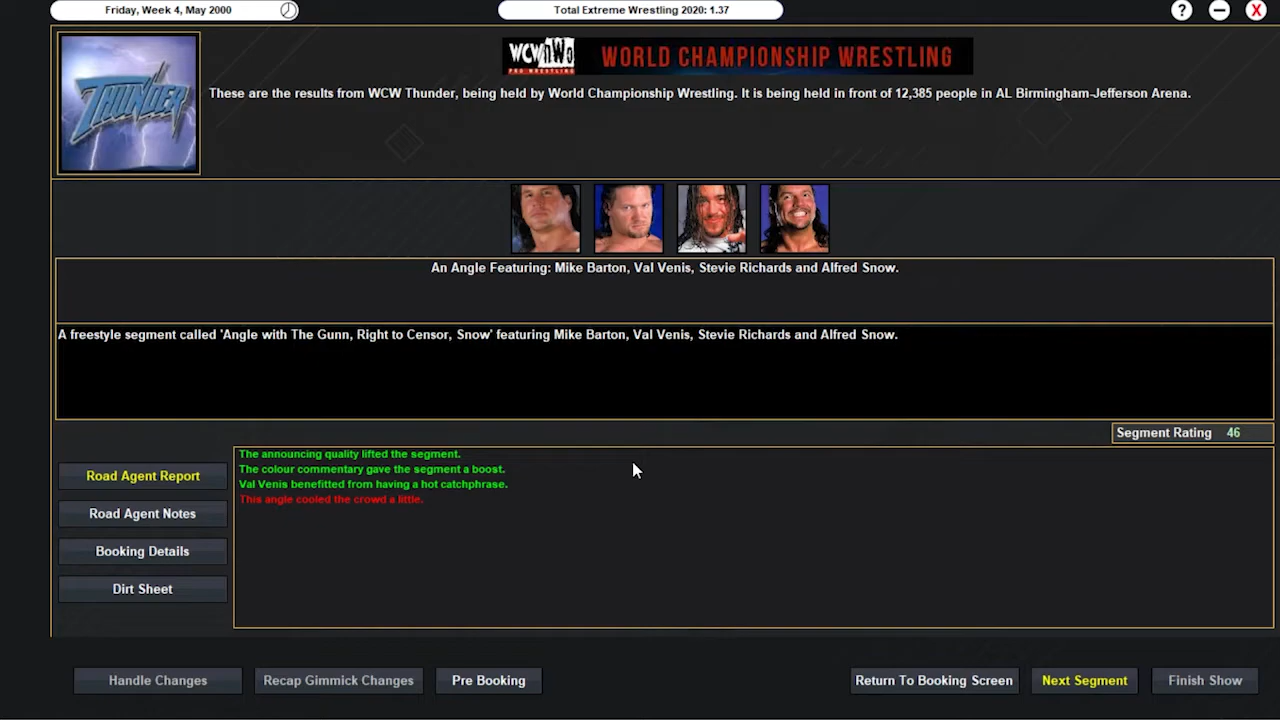 Friday, Week 4, May 2000
Total Extreme Wrestling 2020: 1.37
?
X
THUNDER
WCW nWo
PRO WRESTLING
WORLD CHAMPIONSHIP WRESTLING
These are the results from WCW Thunder, being held by World Championship Wrestling. It is being held in front of 12,385 people in AL Birmingham-Jefferson Arena.
An Angle Featuring: Mike Barton, Val Venis, Stevie Richards and Alfred Snow.
A freestyle segment called 'Angle with The Gunn, Right to Censor, Snow' featuring Mike Barton, Val Venis, Stevie Richards and Alfred Snow.
Segment Rating 46
Road Agent Report
Road Agent Notes
Booking Details
Dirt Sheet
The announcing quality lifted the segment.
The colour commentary gave the segment a boost.
Val Venis benefitted from having a hot catchphrase.
This angle cooled the crowd a little.
Handle Changes
Recap Gimmick Changes
Pre Booking
Return To Booking Screen
Next Segment
Finish Show